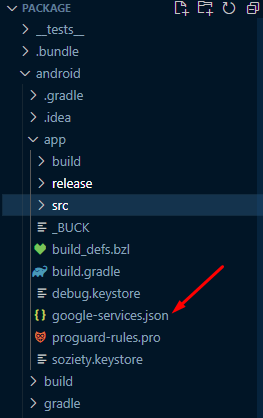 PACKAGE
__tests__
.bundle
android
.gradle
.idea
app
build
release
src
_BUCK
build_defs.bzl
build.gradle
debug.keystore
google-services.json
proguard-rules.pro
soziety.keystore
build
gradle